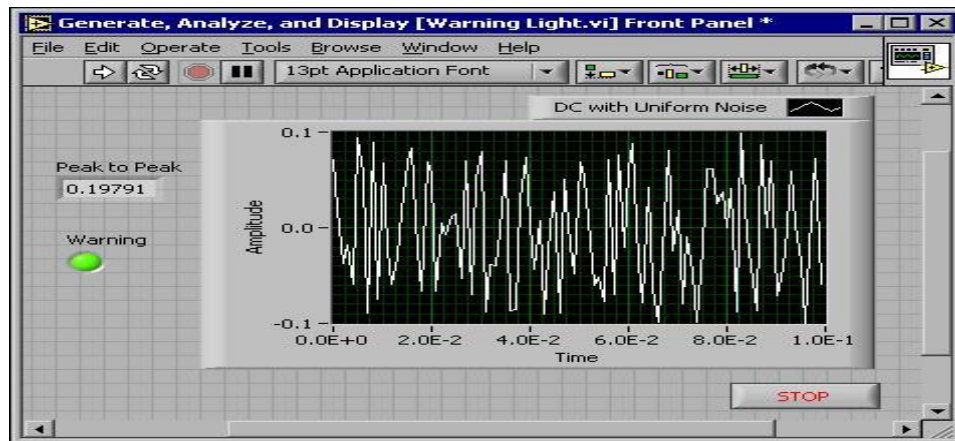 Generate, Analyze, and Display [Warning Light.vi] Front Panel *
File Edit Operate Tools Browse Window Help
13pt Application Font
DC with Uniform Noise
Peak to Peak
0.19791
Warning
Amplitude
0.1
0.0
-0.1
0.0E+0 2.0E-2 4.0E-2 6.0E-2 8.0E-2 1.0E-1
Time
STOP